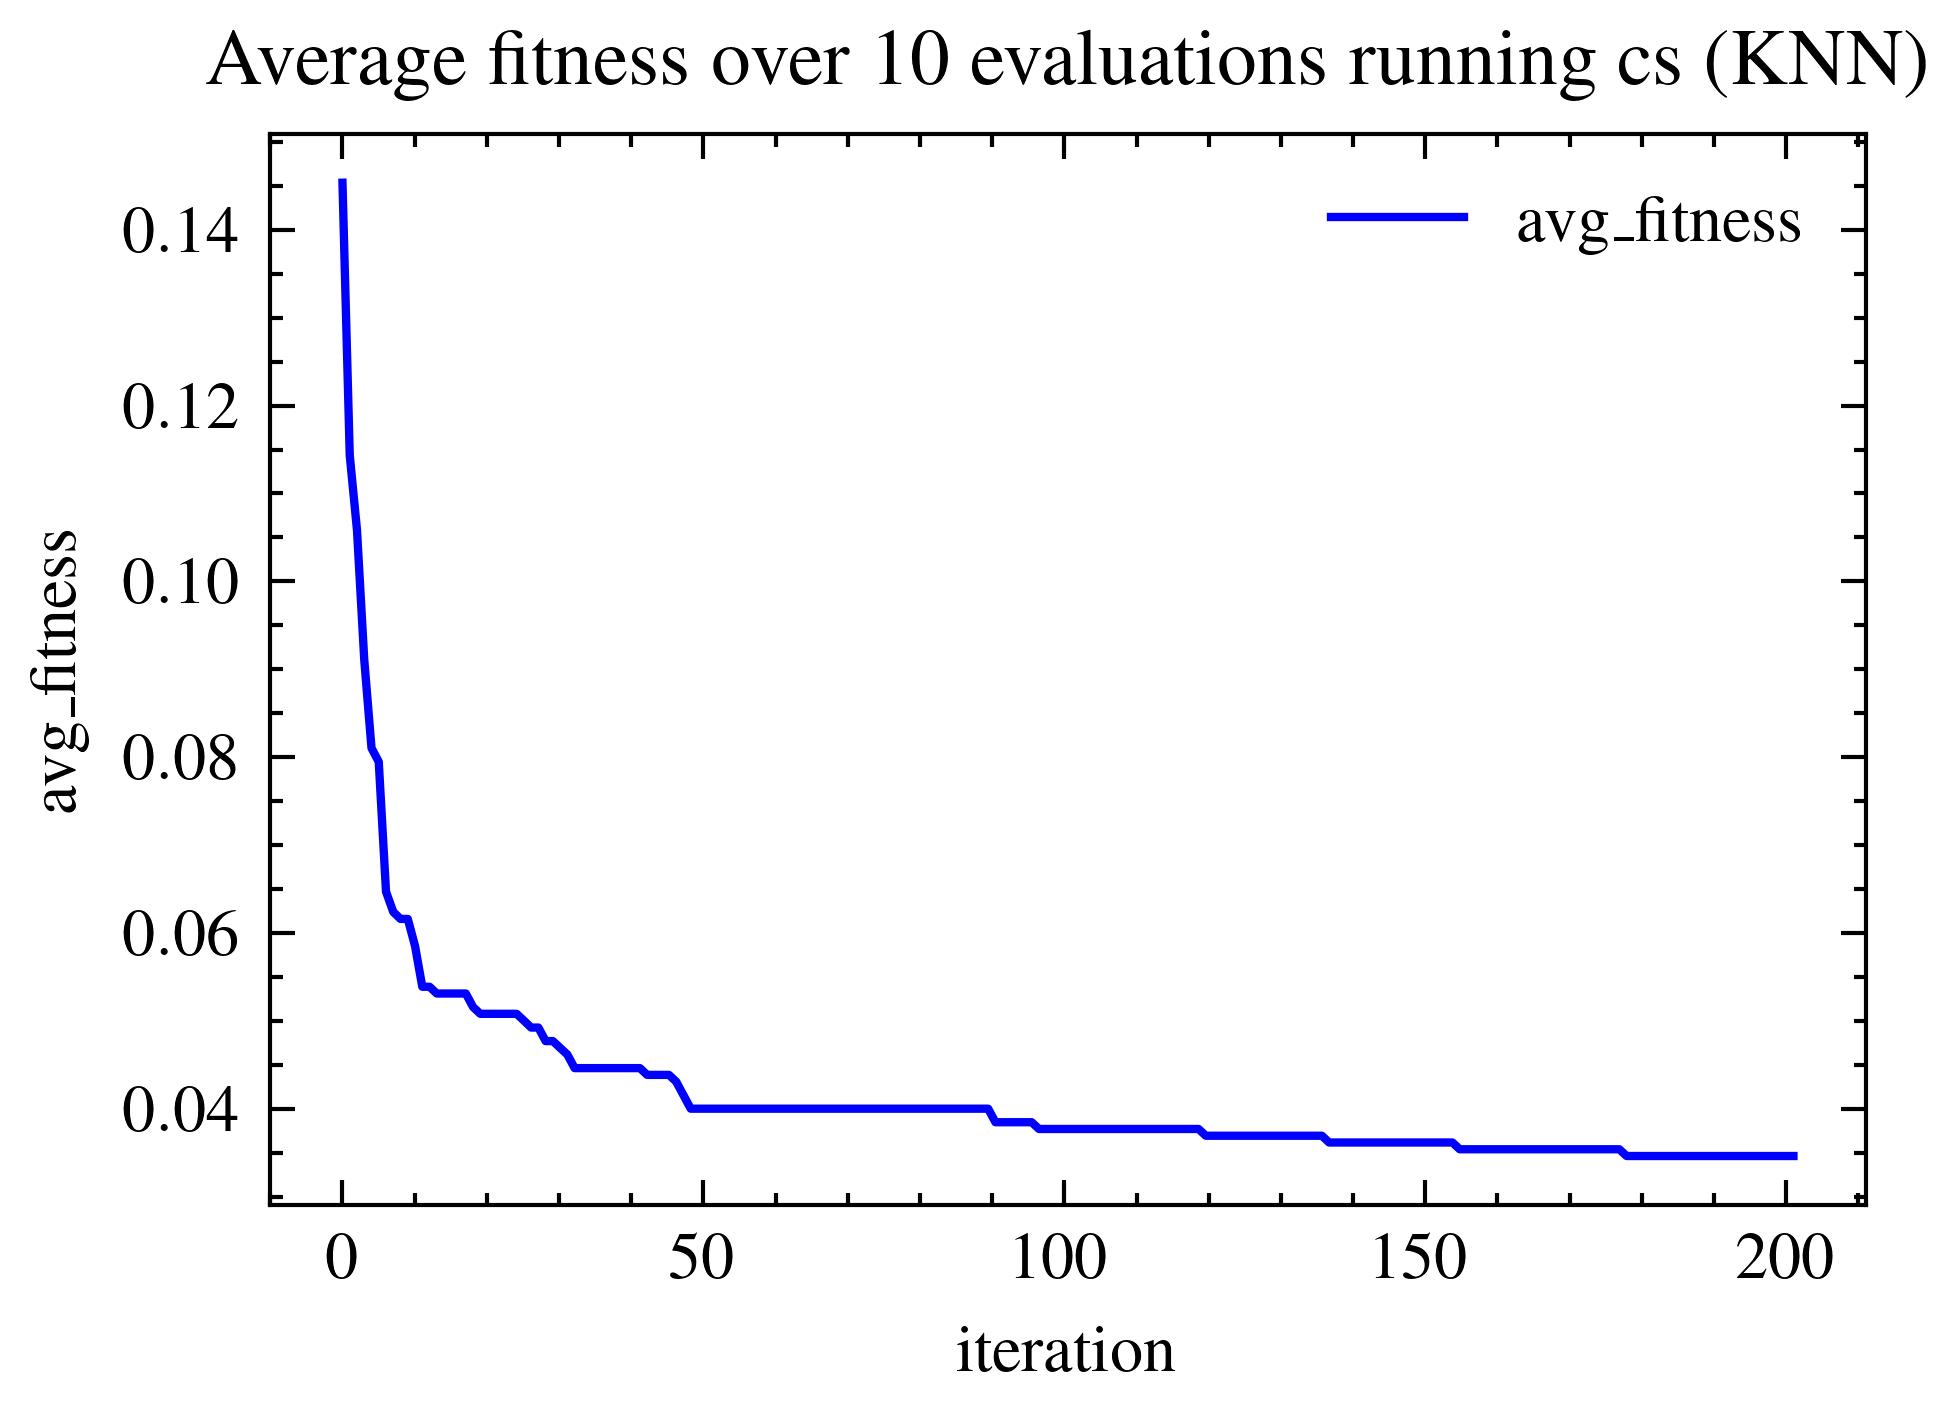 Average fitness over 10 evaluations running cs (KNN)
avg_fitness
0.14
0.12
0.10
0.08
0.06
0.04
avg_fitness
0 50 100 150 200
iteration